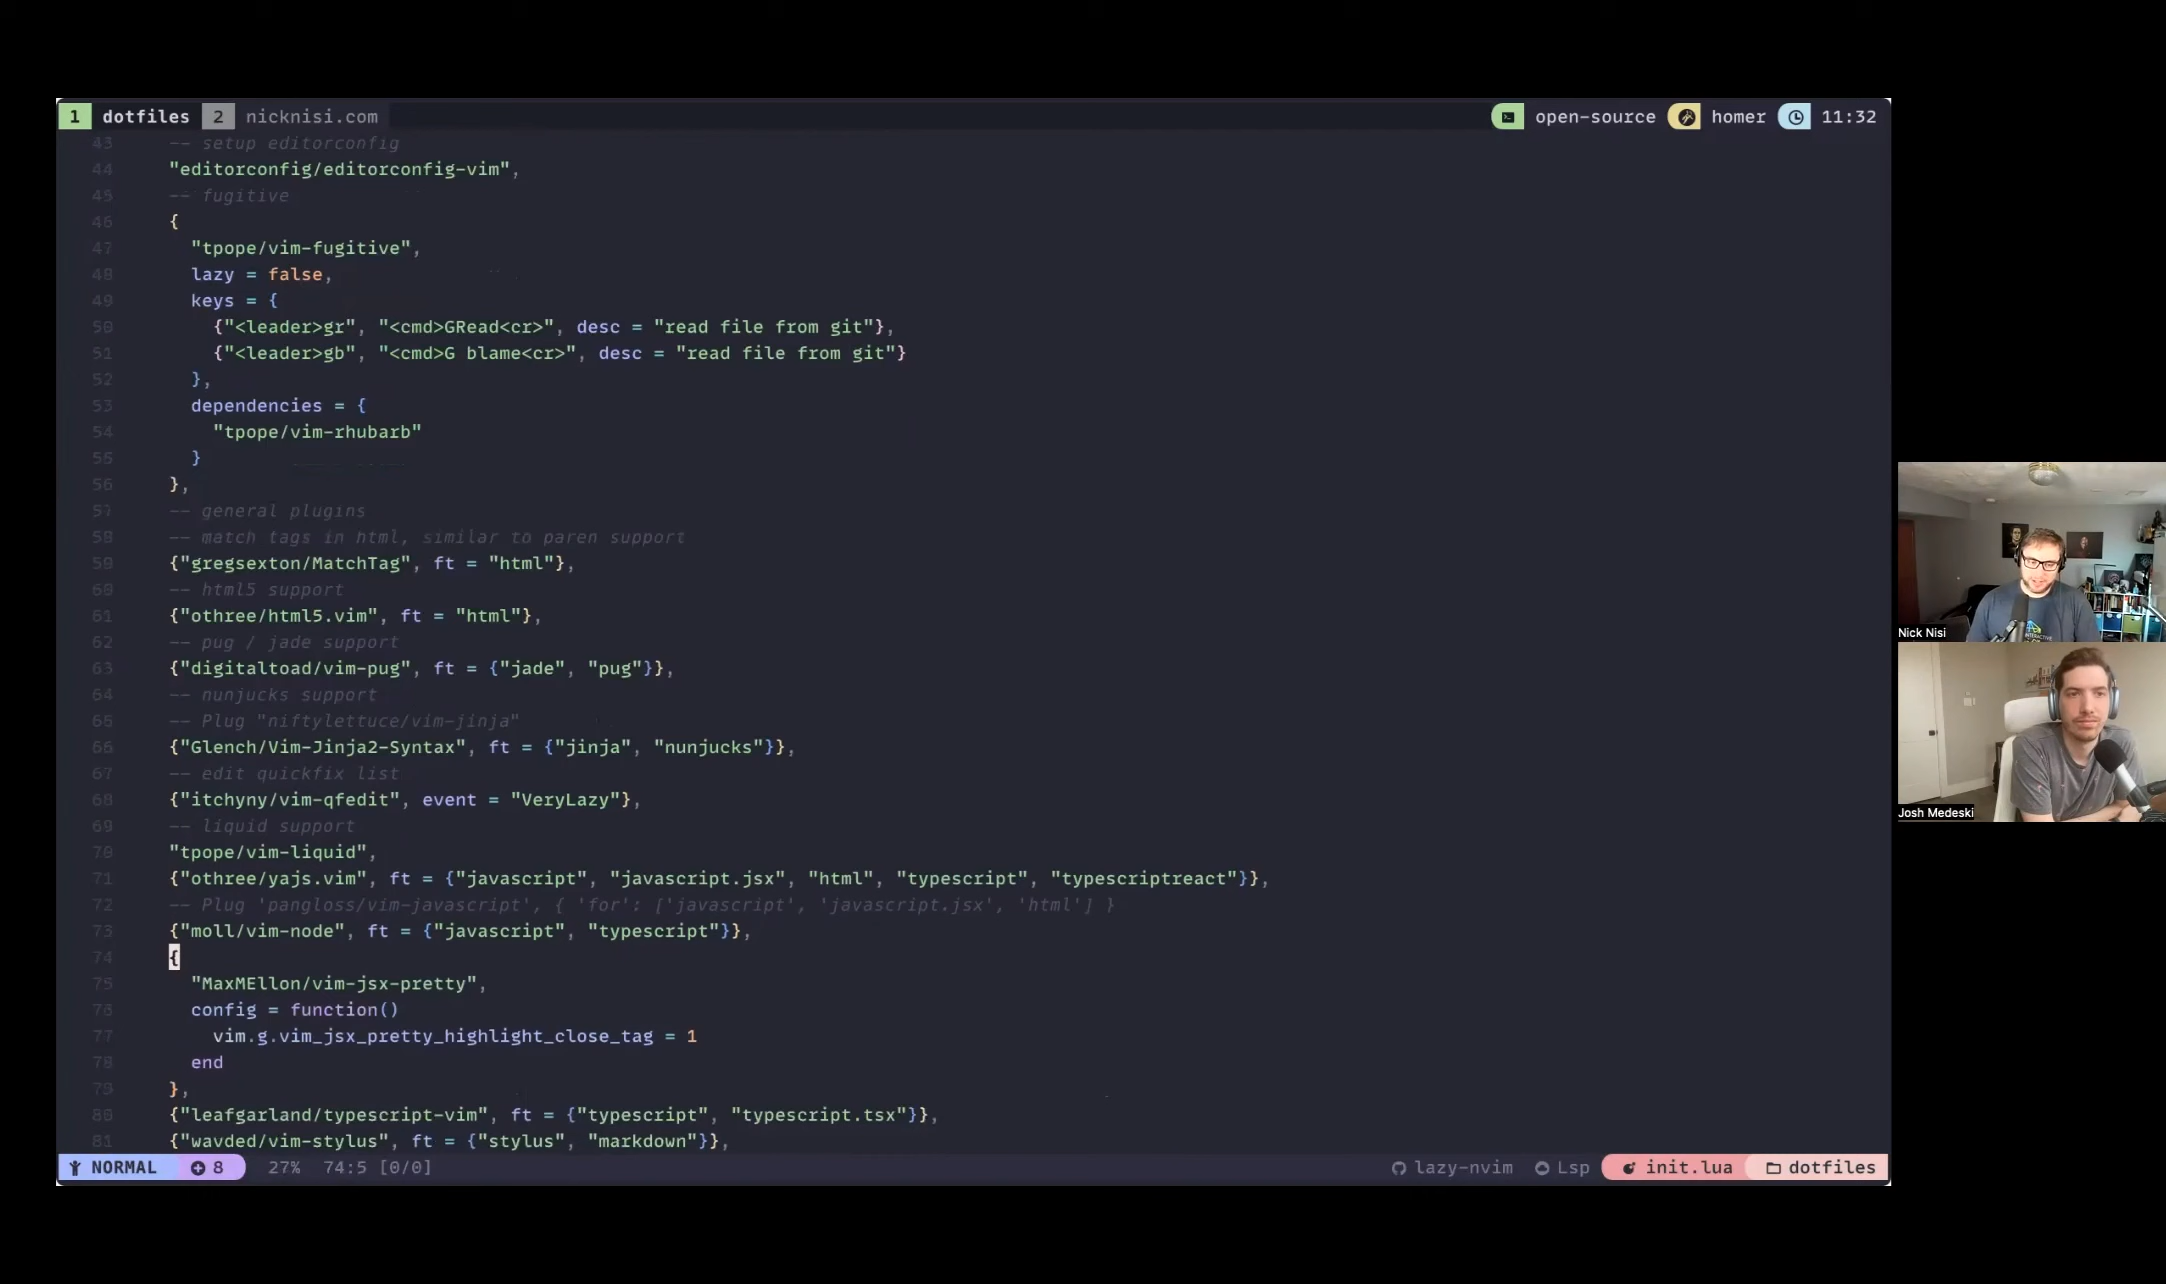 1 dotfiles 2 nicknisi.com open-source homer 11:32
43 -- setup editorconfig
44 "editorconfig/editorconfig-vim",
45 -- fugitive
46 {
47 "tpope/vim-fugitive",
48 lazy = false,
49 keys = {
50 {"<leader>gr", "<cmd>GRead<cr>", desc = "read file from git"},
51 {"<leader>gb", "<cmd>G blame<cr>", desc = "read file from git"}
52 },
53 dependencies = {
54 "tpope/vim-rhubarb"
55 }
56 },
57 -- general plugins
58 -- match tags in html, similar to paren support
59 {"gregsexton/MatchTag", ft = "html"},
60 -- html5 support
61 {"othree/html5.vim", ft = "html"},
62 -- pug / jade support
63 {"digitaltoad/vim-pug", ft = {"jade", "pug"}},
64 -- nunjucks support
65 -- Plug "niftylettuce/vim-jinja"
66 {"Glench/Vim-Jinja2-Syntax", ft = {"jinja", "nunjucks"}},
67 -- edit quickfix list
68 {"itchyny/vim-qfedit", event = "VeryLazy"},
69 -- liquid support
70 "tpope/vim-liquid",
71 {"othree/yajs.vim", ft = {"javascript", "javascript.jsx", "html", "typescript", "typescriptreact"}},
72 -- Plug 'pangloss/vim-javascript', { 'for': ['javascript', 'javascript.jsx', 'html'] }
73 {"moll/vim-node", ft = {"javascript", "typescript"}},
74 {
75 "MaxMEllon/vim-jsx-pretty",
76 config = function()
77 vim.g.vim_jsx_pretty_highlight_close_tag = 1
78 end
79 },
80 {"leafgarland/typescript-vim", ft = {"typescript", "typescript.tsx"}},
81 {"wavded/vim-stylus", ft = {"stylus", "markdown"}},
NORMAL 8 27% 74:5 [0/0] lazy-nvim Lsp init.lua dotfiles
Nick Nisi
Josh Medeski